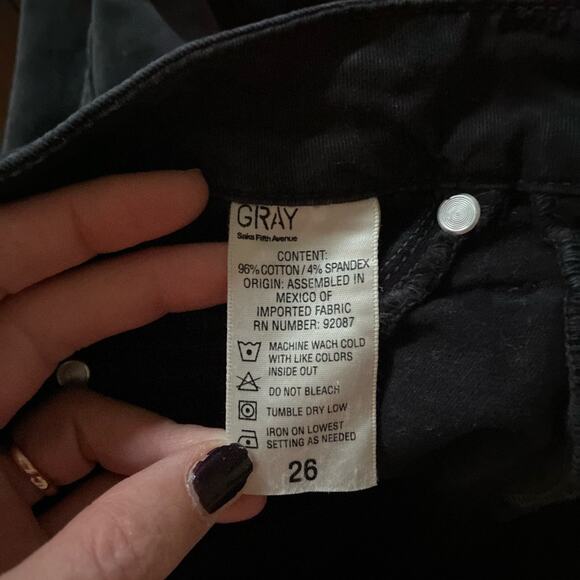 GRAY
Saks Fifth Avenue
CONTENT:
96% COTTON / 4% SPANDEX
ORIGIN: ASSEMBLED IN
MEXICO OF
IMPORTED FABRIC
RN NUMBER: 92087
MACHINE WACH COLD
WITH LIKE COLORS
INSIDE OUT
DO NOT BLEACH
TUMBLE DRY LOW
IRON ON LOWEST
SETTING AS NEEDED
26